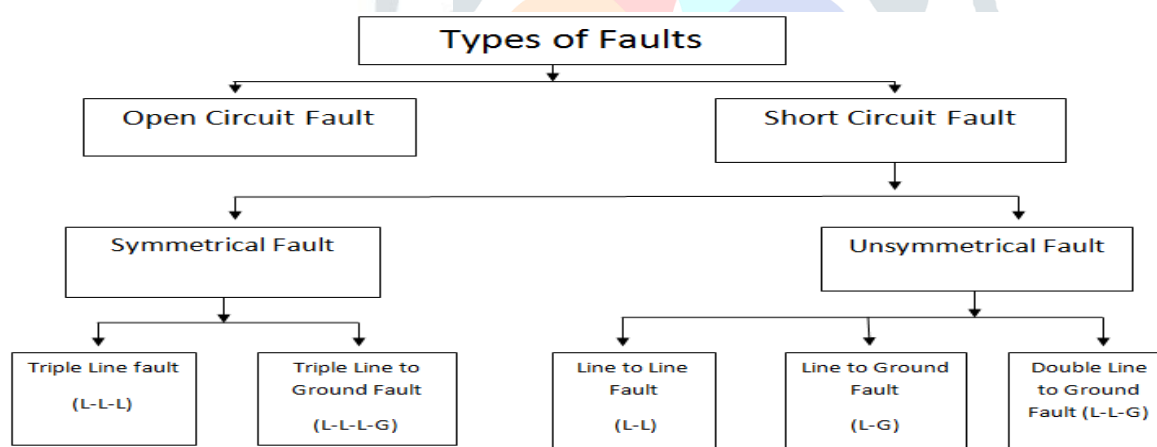 Types of Faults
Open Circuit Fault
Short Circuit Fault
Symmetrical Fault
Unsymmetrical Fault
Triple Line fault
(L-L-L)
Triple Line to
Ground Fault
(L-L-L-G)
Line to Line
Fault
(L-L)
Line to Ground
Fault
(L-G)
Double Line
to Ground
Fault (L-L-G)